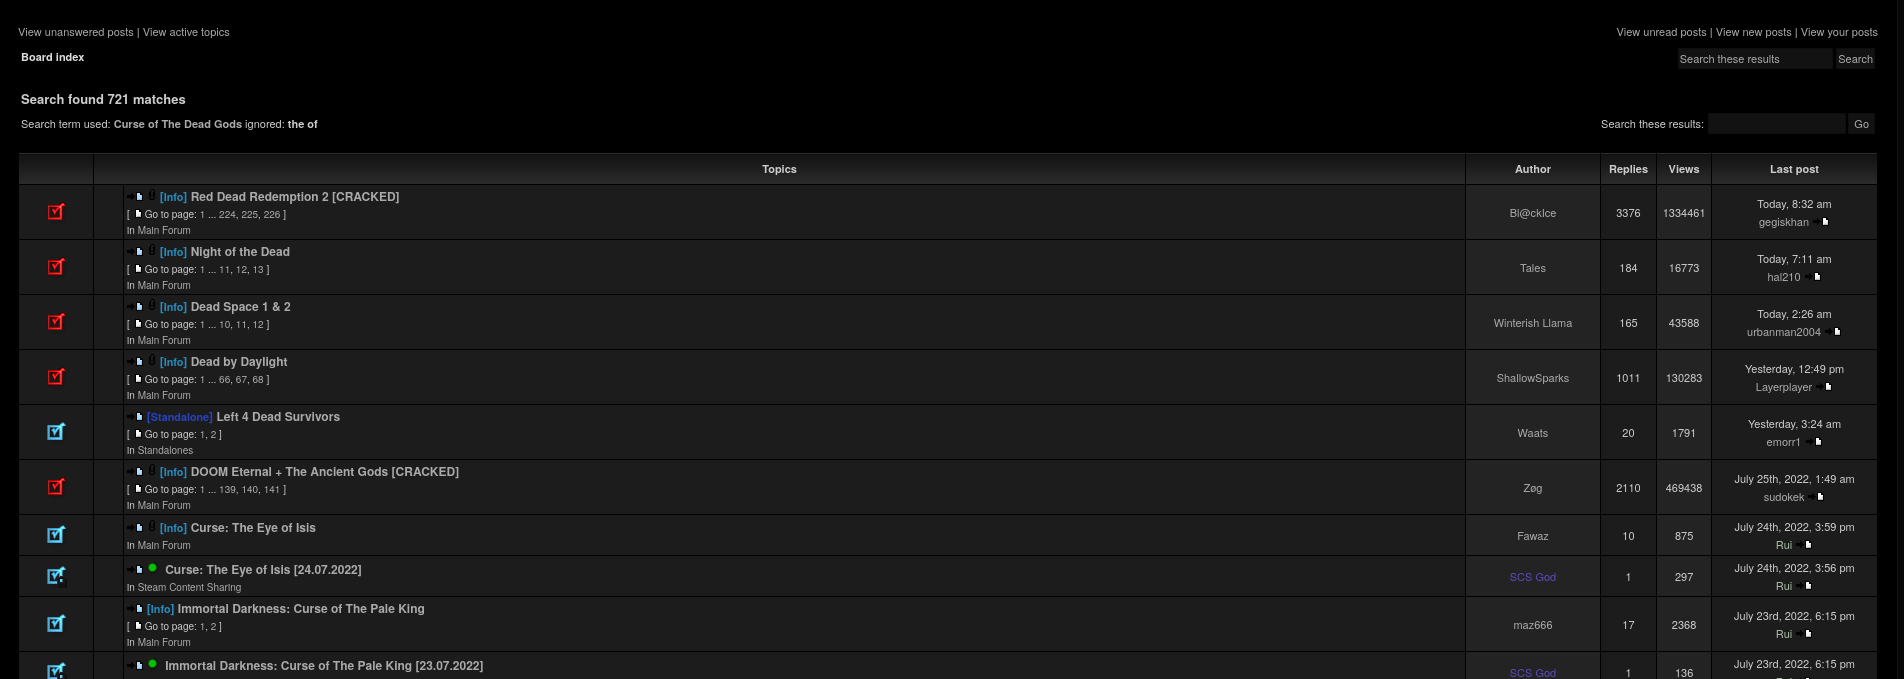 View unanswered posts | View active topics
View unread posts | View new posts | View your posts
Board index
Search these results Search
Search found 721 matches
Search term used: Curse of The Dead Gods ignored: the of
Search these results: Go
Topics Author Replies Views Last post
[Info] Red Dead Redemption 2 [CRACKED]
[ Go to page: 1 ... 224, 225, 226 ]
in Main Forum
Bl@ckIce 3376 1334461
Today, 8:32 am
gegiskhan
[Info] Night of the Dead
[ Go to page: 1 ... 11, 12, 13 ]
in Main Forum
Tales 184 16773
Today, 7:11 am
hal210
[Info] Dead Space 1 & 2
[ Go to page: 1 ... 10, 11, 12 ]
in Main Forum
Winterish Llama 165 43588
Today, 2:26 am
urbanman2004
[Info] Dead by Daylight
[ Go to page: 1 ... 66, 67, 68 ]
in Main Forum
ShallowSparks 1011 130283
Yesterday, 12:49 pm
Layerplayer
[Standalone] Left 4 Dead Survivors
[ Go to page: 1, 2 ]
in Standalones
Waats 20 1791
Yesterday, 3:24 am
emorr1
[Info] DOOM Eternal + The Ancient Gods [CRACKED]
[ Go to page: 1 ... 139, 140, 141 ]
in Main Forum
Zøg 2110 469438
July 25th, 2022, 1:49 am
sudokek
[Info] Curse: The Eye of Isis
in Main Forum
Fawaz 10 875
July 24th, 2022, 3:59 pm
Rui
Curse: The Eye of Isis [24.07.2022]
in Steam Content Sharing
SCS God 1 297
July 24th, 2022, 3:56 pm
Rui
[Info] Immortal Darkness: Curse of The Pale King
[ Go to page: 1, 2 ]
in Main Forum
maz666 17 2368
July 23rd, 2022, 6:15 pm
Rui
Immortal Darkness: Curse of The Pale King [23.07.2022]
SCS God 1 136
July 23rd, 2022, 6:15 pm